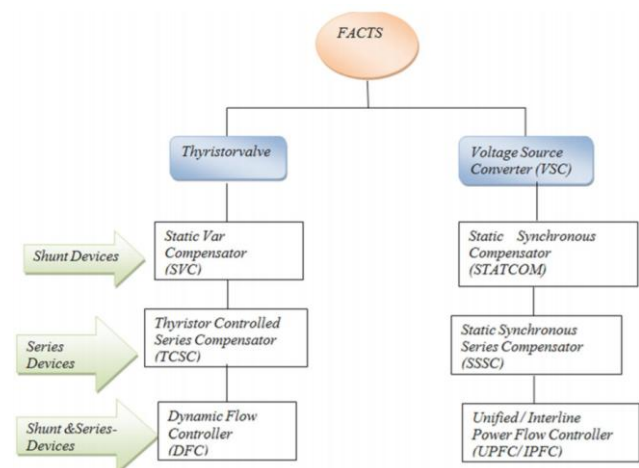 FACTS
Thyristorvalve
Voltage Source
Converter (VSC)
Shunt Devices
Static Var
Compensator
(SVC)
Static Synchronous
Compensator
(STATCOM)
Series
Devices
Thyristor Controlled
Series Compensator
(TCSC)
Static Synchronous
Series Compensator
(SSSC)
Shunt &Series-
Devices
Dynamic Flow
Controller
(DFC)
Unified / Interline
Power Flow Controller
(UPFC/ IPFC)